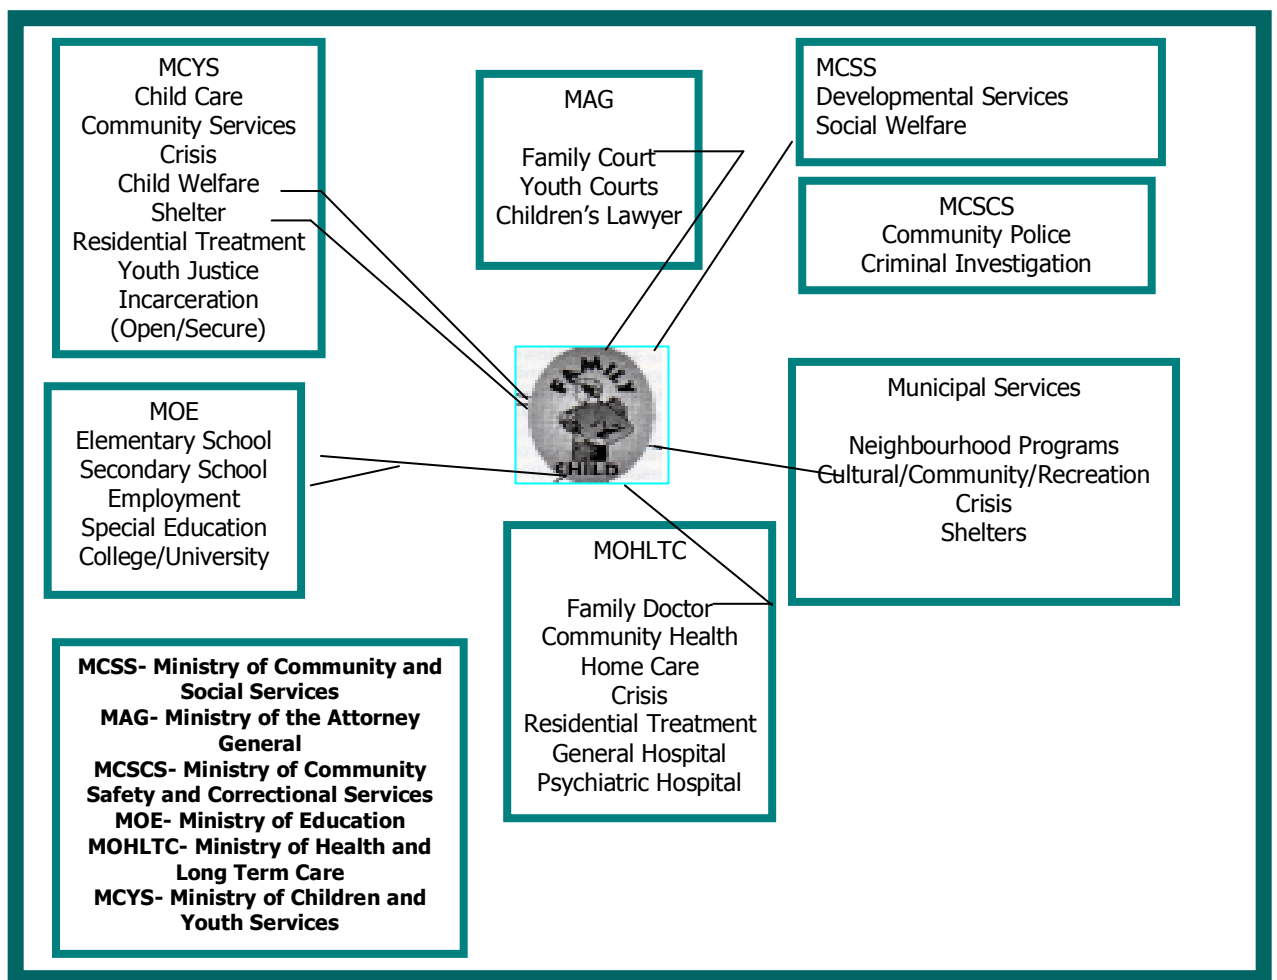 MCYS
Child Care
Community Services
Crisis
Child Welfare
Shelter
Residential Treatment
Youth Justice
Incarceration
(Open/Secure)
MAG
Family Court
Youth Courts
Children’s Lawyer
MCSS
Developmental Services
Social Welfare
MCSCS
Community Police
Criminal Investigation
FAMILY
CHILD
MOE
Elementary School
Secondary School
Employment
Special Education
College/University
Municipal Services
Neighbourhood Programs
Cultural/Community/Recreation
Crisis
Shelters
MOHLTC
Family Doctor
Community Health
Home Care
Crisis
Residential Treatment
General Hospital
Psychiatric Hospital
MCSS- Ministry of Community and
Social Services
MAG- Ministry of the Attorney
General
MCSCS- Ministry of Community
Safety and Correctional Services
MOE- Ministry of Education
MOHLTC- Ministry of Health and
Long Term Care
MCYS- Ministry of Children and
Youth Services